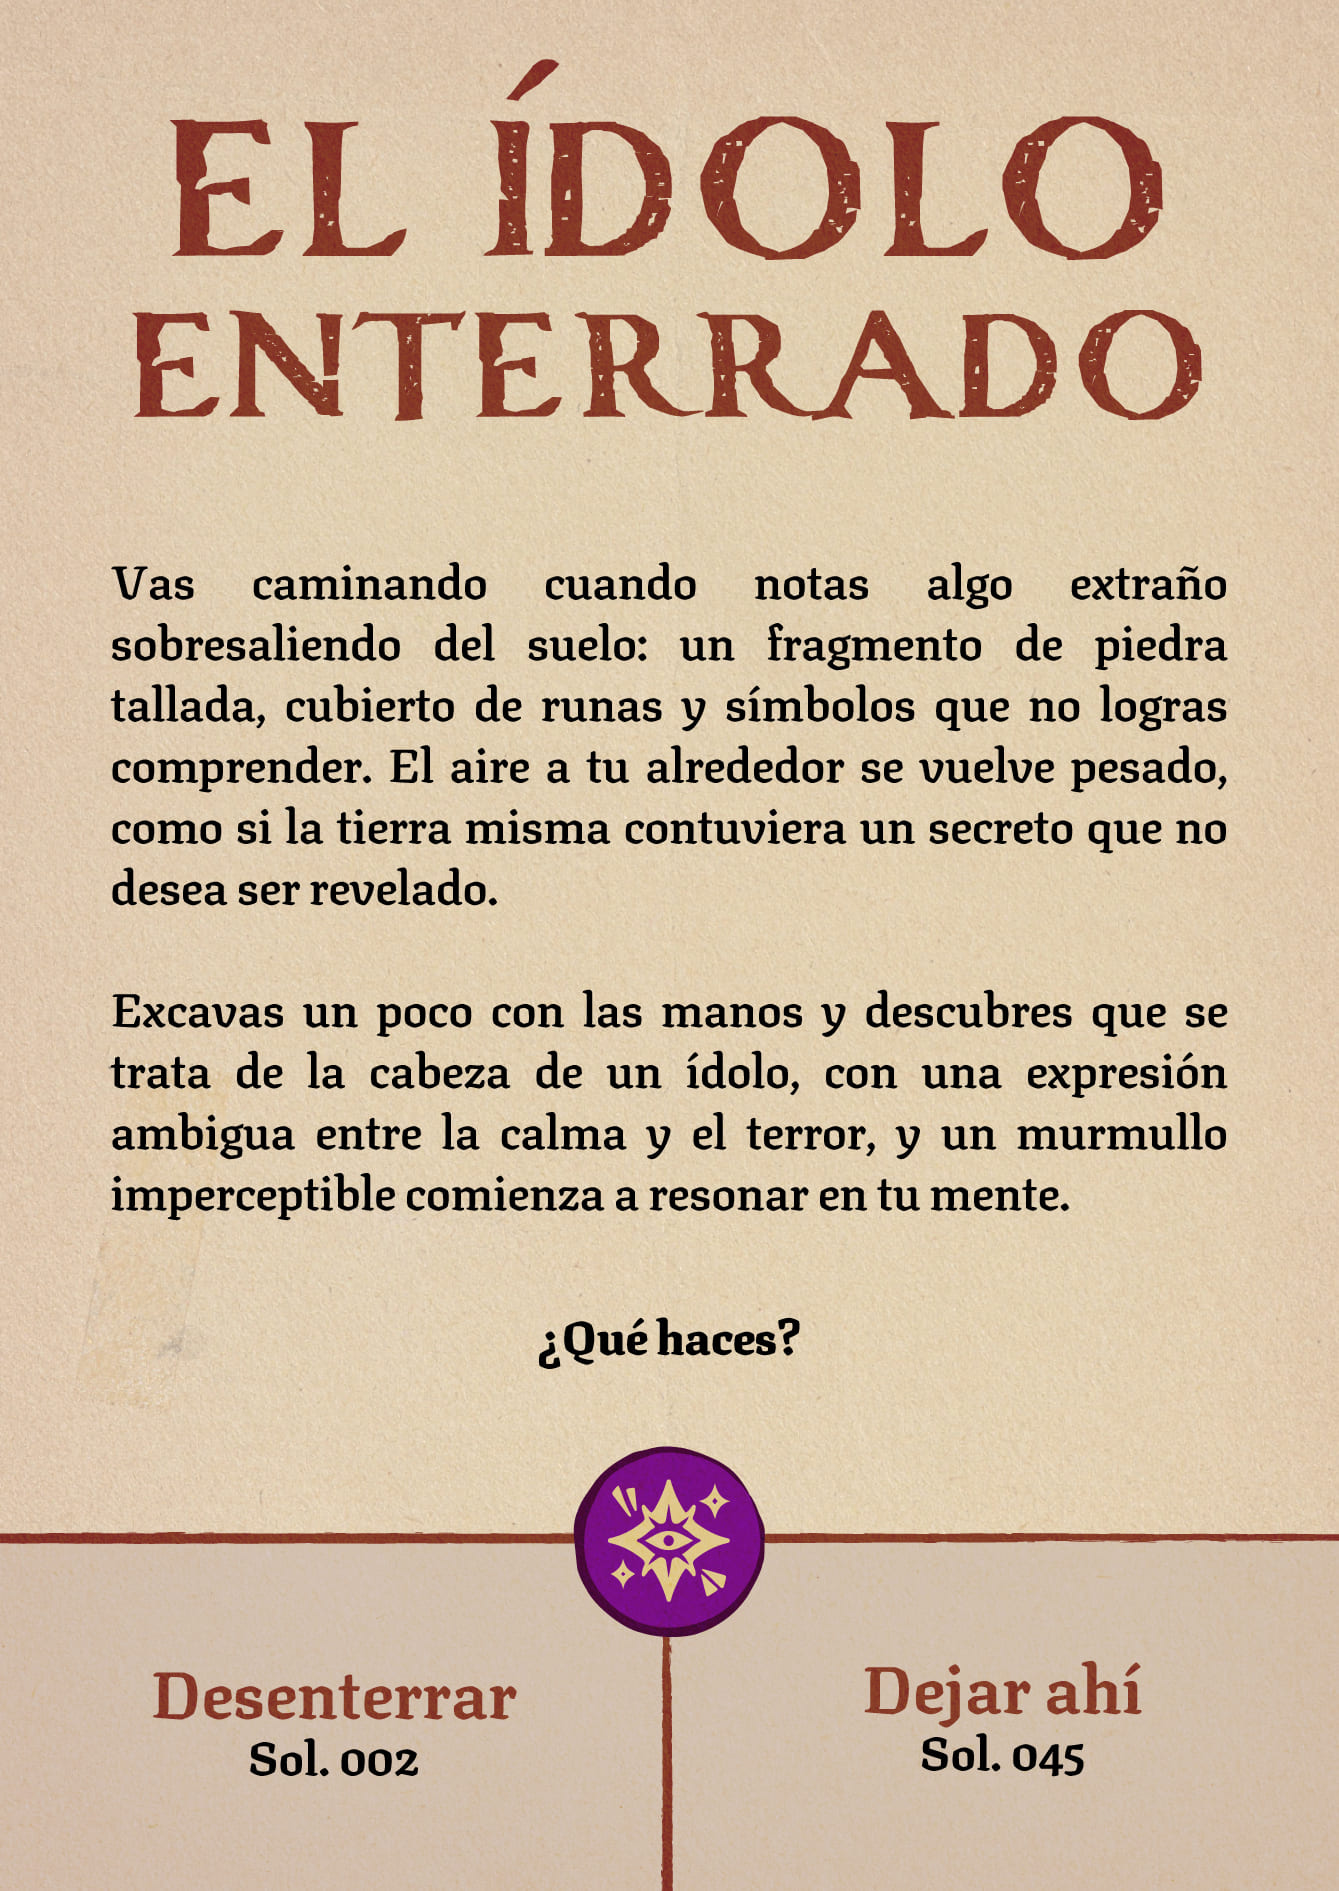 EL ÍDOLO
ENTERRADO
Vas caminando cuando notas algo extraño
sobresaliendo del suelo: un fragmento de piedra
tallada, cubierto de runas y símbolos que no logras
comprender. El aire a tu alrededor se vuelve pesado,
como si la tierra misma contuviera un secreto que no
desea ser revelado.
Excavas un poco con las manos y descubres que se
trata de la cabeza de un ídolo, con una expresión
ambigua entre la calma y el terror, y un murmullo
imperceptible comienza a resonar en tu mente.
¿Qué haces?
Desenterrar
Sol. 002
Dejar ahí
Sol. 045